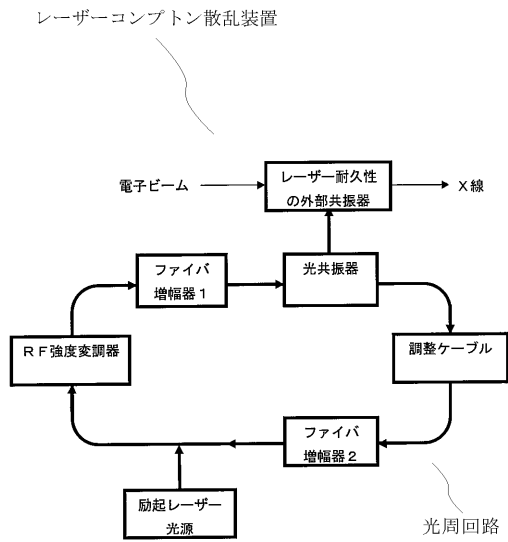 レーザーコンプトン散乱装置
電子ビーム
レーザー耐久性
の外部共振器
X線
ファイバ
増幅器1
光共振器
RF強度変調器
調整ケーブル
ファイバ
増幅器2
励起レーザー
光源
光周回路